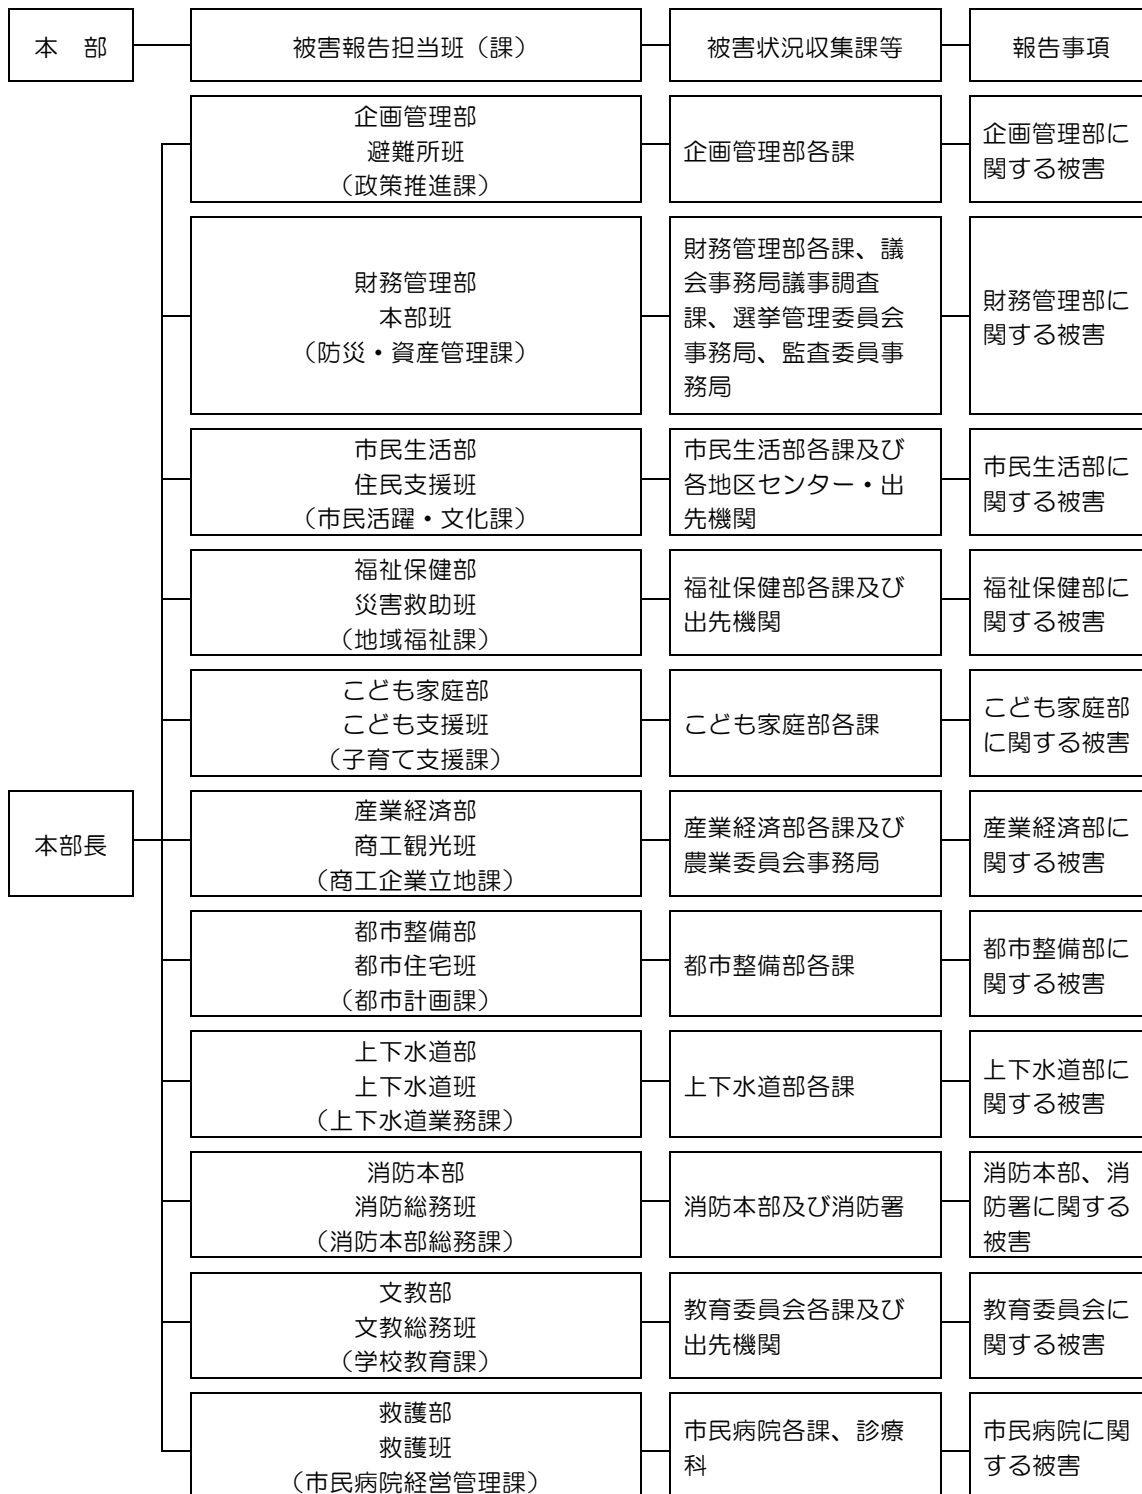 本　部
被害報告担当班（課）
被害状況収集課等
報告事項
企画管理部
避難所班
（政策推進課）
企画管理部各課
企画管理部に
関する被害
財務管理部
本部班
（防災・資産管理課）
財務管理部各課、議
会事務局議事調査
課、選挙管理委員会
事務局、監査委員事
務局
財務管理部に
関する被害
市民生活部
住民支援班
（市民活躍・文化課）
市民生活部各課及び
各地区センター・出
先機関
市民生活部に
関する被害
福祉保健部
災害救助班
（地域福祉課）
福祉保健部各課及び
出先機関
福祉保健部に
関する被害
こども家庭部
こども支援班
（子育て支援課）
こども家庭部各課
こども家庭部
に関する被害
本部長
産業経済部
商工観光班
（商工企業立地課）
産業経済部各課及び
農業委員会事務局
産業経済部に
関する被害
都市整備部
都市住宅班
（都市計画課）
都市整備部各課
都市整備部に
関する被害
上下水道部
上下水道班
（上下水道業務課）
上下水道部各課
上下水道部に
関する被害
消防本部
消防総務班
（消防本部総務課）
消防本部及び消防署
消防本部、消
防署に関する
被害
文教部
文教総務班
（学校教育課）
教育委員会各課及び
出先機関
教育委員会に
関する被害
救護部
救護班
（市民病院経営管理課）
市民病院各課、診療
科
市民病院に関
する被害